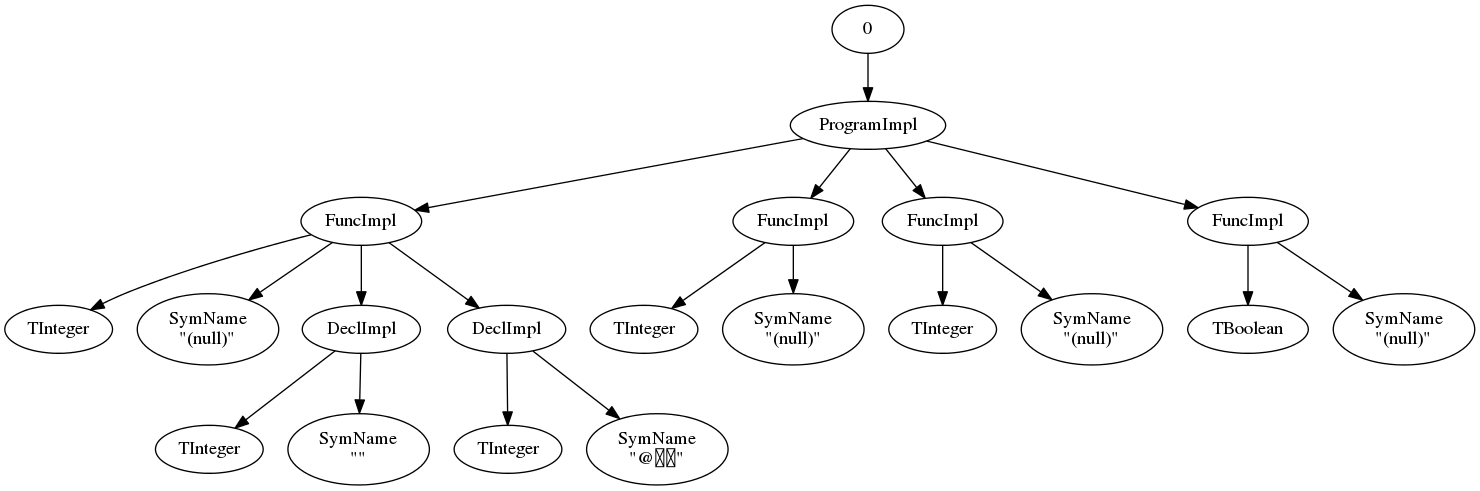 0
ProgramImpl
FuncImpl
FuncImpl
FuncImpl
FuncImpl
TInteger
SymName
"(null)"
DeclImpl
DeclImpl
TInteger
SymName
"(null)"
TInteger
SymName
"(null)"
TBoolean
SymName
"(null)"
TInteger
SymName
""
TInteger
SymName
"@"